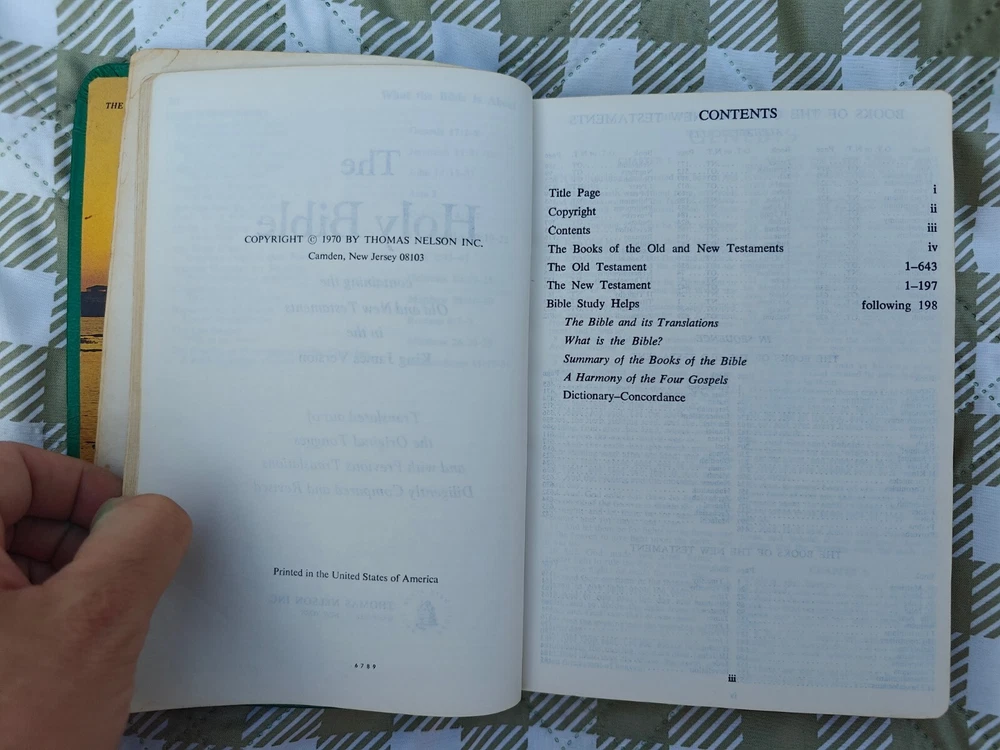 THE
COPYRIGHT © 1970 BY THOMAS NELSON INC.
Camden, New Jersey 08103
Printed in the United States of America
6789
CONTENTS
Title Page i
Copyright ii
Contents iii
The Books of the Old and New Testaments iv
The Old Testament 1–643
The New Testament 1–197
Bible Study Helps following 198
The Bible and its Translations
What is the Bible?
Summary of the Books of the Bible
A Harmony of the Four Gospels
Dictionary–Concordance
iii